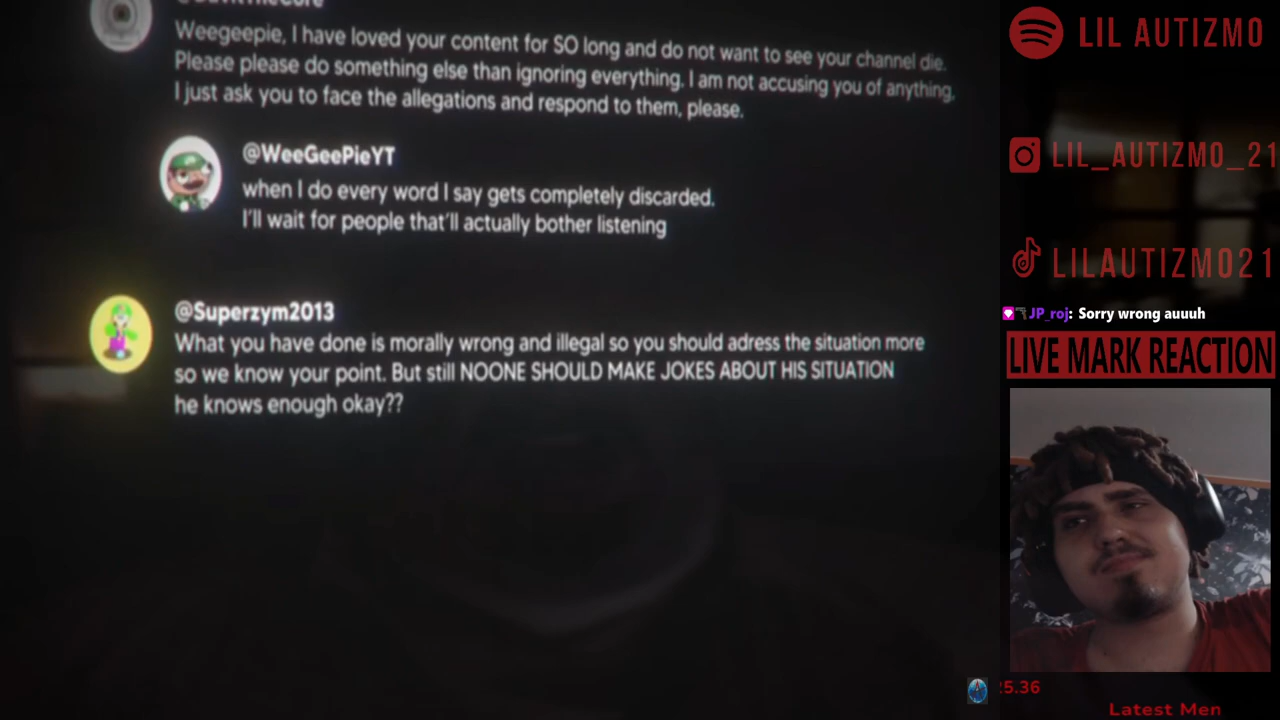 Weegeepie, I have loved your content for SO long and do not want to see your channel die.
Please please do something else than ignoring everything. I am not accusing you of anything.
I just ask you to face the allegations and respond to them, please.
@WeeGeePieYT
when I do every word I say gets completely discarded.
I'll wait for people that'll actually bother listening
@Superzym2013
What you have done is morally wrong and illegal so you should adress the situation more
so we know your point. But still NOONE SHOULD MAKE JOKES ABOUT HIS SITUATION
he knows enough okay??
LIL AUTIZMO
LIL_AUTIZMO_21
LILAUTIZMO21
JP_roj: Sorry wrong auuuh
LIVE MARK REACTION
5.36
Latest Men